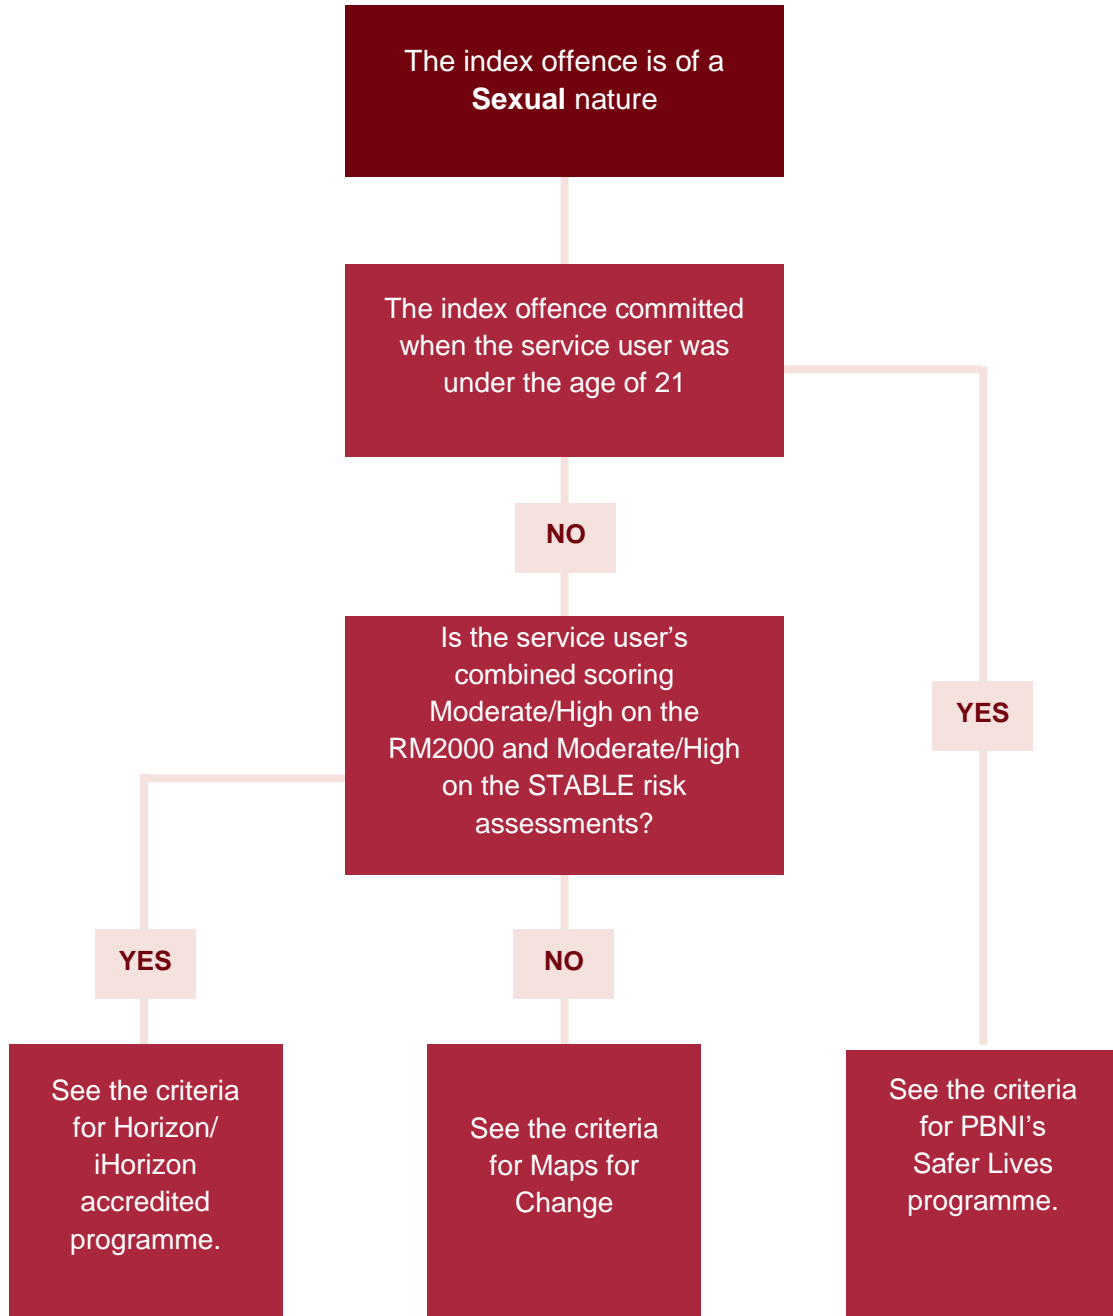 The index offence is of a
Sexual nature
The index offence committed
when the service user was
under the age of 21
NO
Is the service user’s
combined scoring
Moderate/High on the
RM2000 and Moderate/High
on the STABLE risk
assessments?
YES
YES
NO
See the criteria
for Horizon/
iHorizon
accredited
programme.
See the criteria
for Maps for
Change
See the criteria
for PBNI’s
Safer Lives
programme.